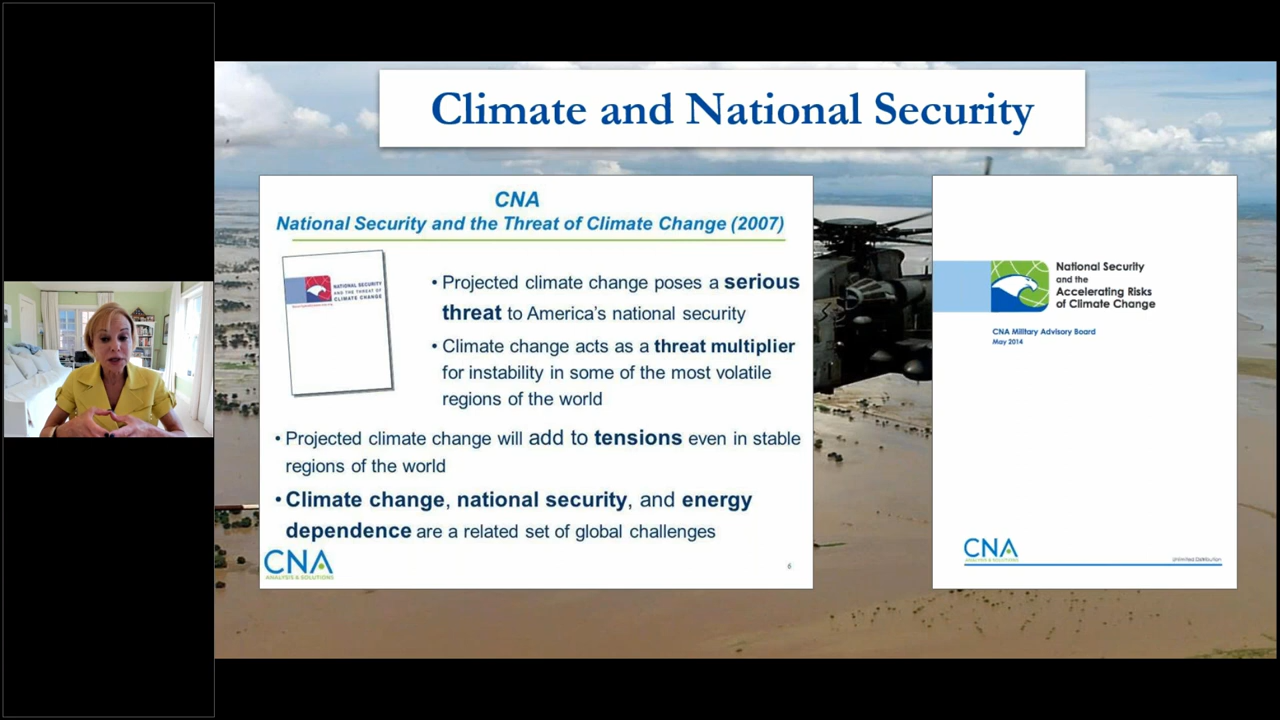 Climate and National Security
CNA
National Security and the Threat of Climate Change (2007)
NATIONAL SECURITY
AND THE THREAT OF
CLIMATE CHANGE
• Projected climate change poses a serious
threat to America's national security
• Climate change acts as a threat multiplier
for instability in some of the most volatile
regions of the world
• Projected climate change will add to tensions even in stable
regions of the world
• Climate change, national security, and energy
dependence are a related set of global challenges
CNA
ANALYSIS & SOLUTIONS
6
National Security
and the
Accelerating Risks
of Climate Change
CNA Military Advisory Board
May 2014
CNA
ANALYSIS & SOLUTIONS
Unlimited Distribution